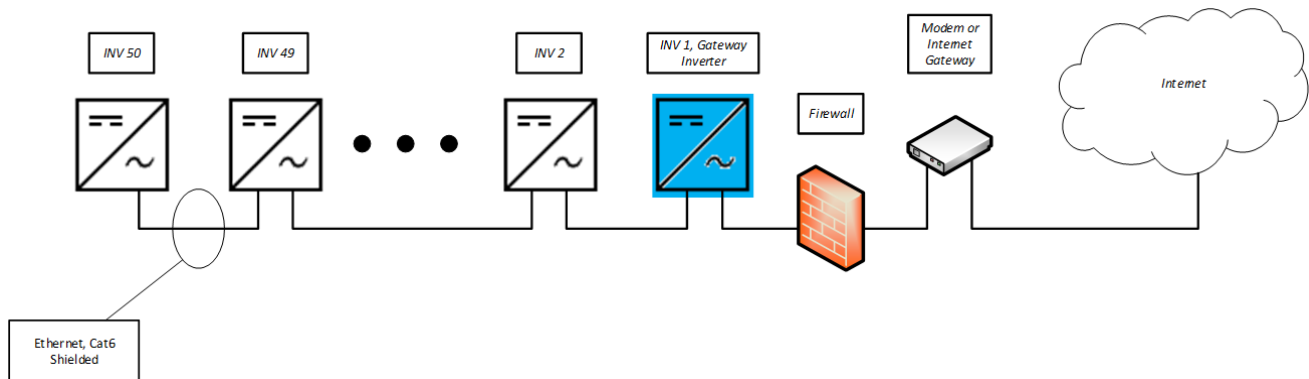 INV 50
INV 49
INV 2
INV 1, Gateway
Inverter
Firewall
Modem or
Internet
Gateway
Internet
Ethernet, Cat6
Shielded